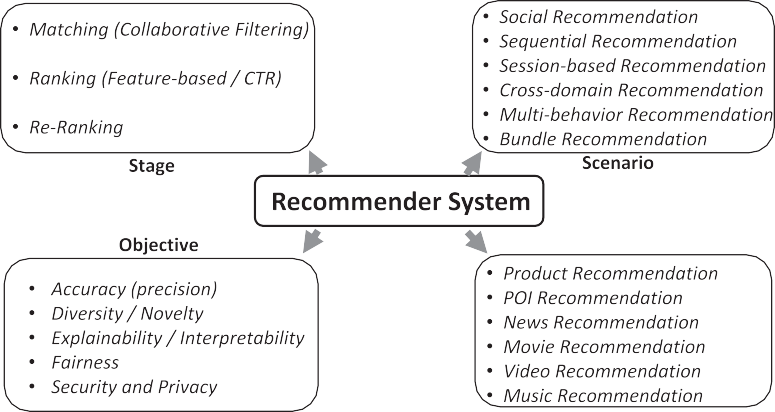 • Matching (Collaborative Filtering)
• Ranking (Feature-based / CTR)
• Re-Ranking
Stage
• Social Recommendation
• Sequential Recommendation
• Session-based Recommendation
• Cross-domain Recommendation
• Multi-behavior Recommendation
• Bundle Recommendation
Scenario
Recommender System
Objective
• Accuracy (precision)
• Diversity / Novelty
• Explainability / Interpretability
• Fairness
• Security and Privacy
• Product Recommendation
• POI Recommendation
• News Recommendation
• Movie Recommendation
• Video Recommendation
• Music Recommendation